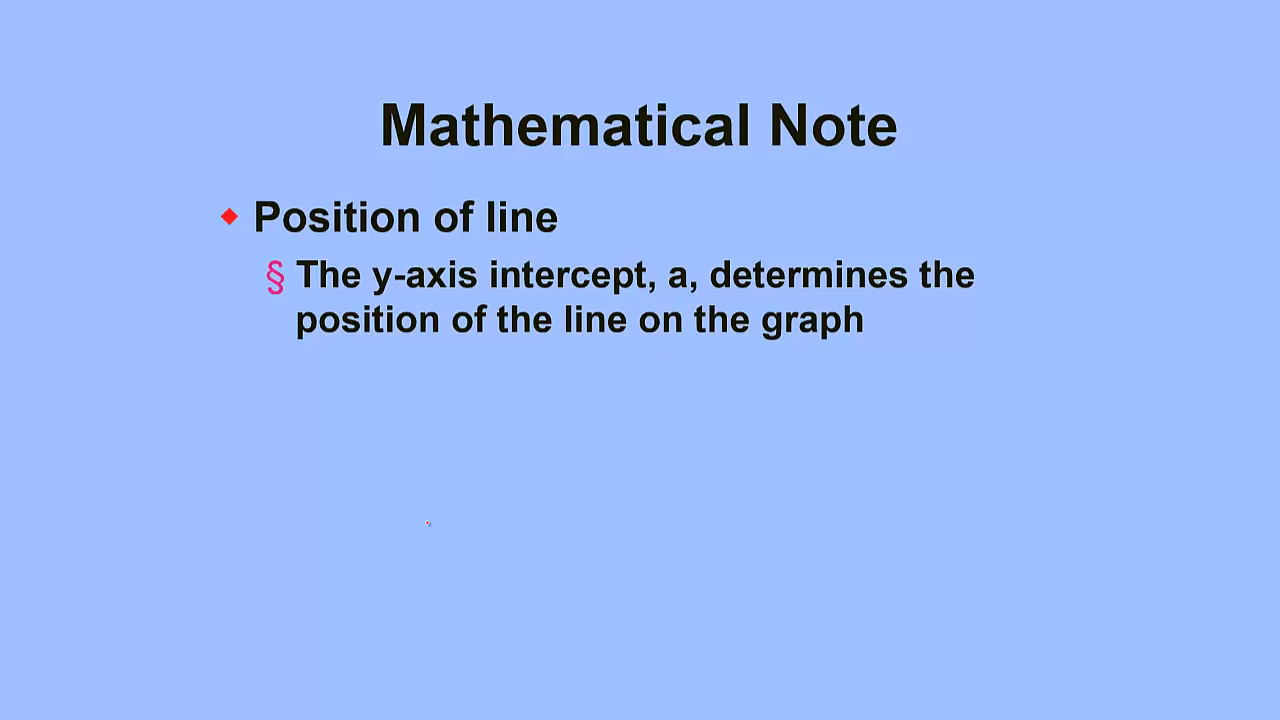 Mathematical Note
◆ Position of line
§ The y-axis intercept, a, determines the
position of the line on the graph